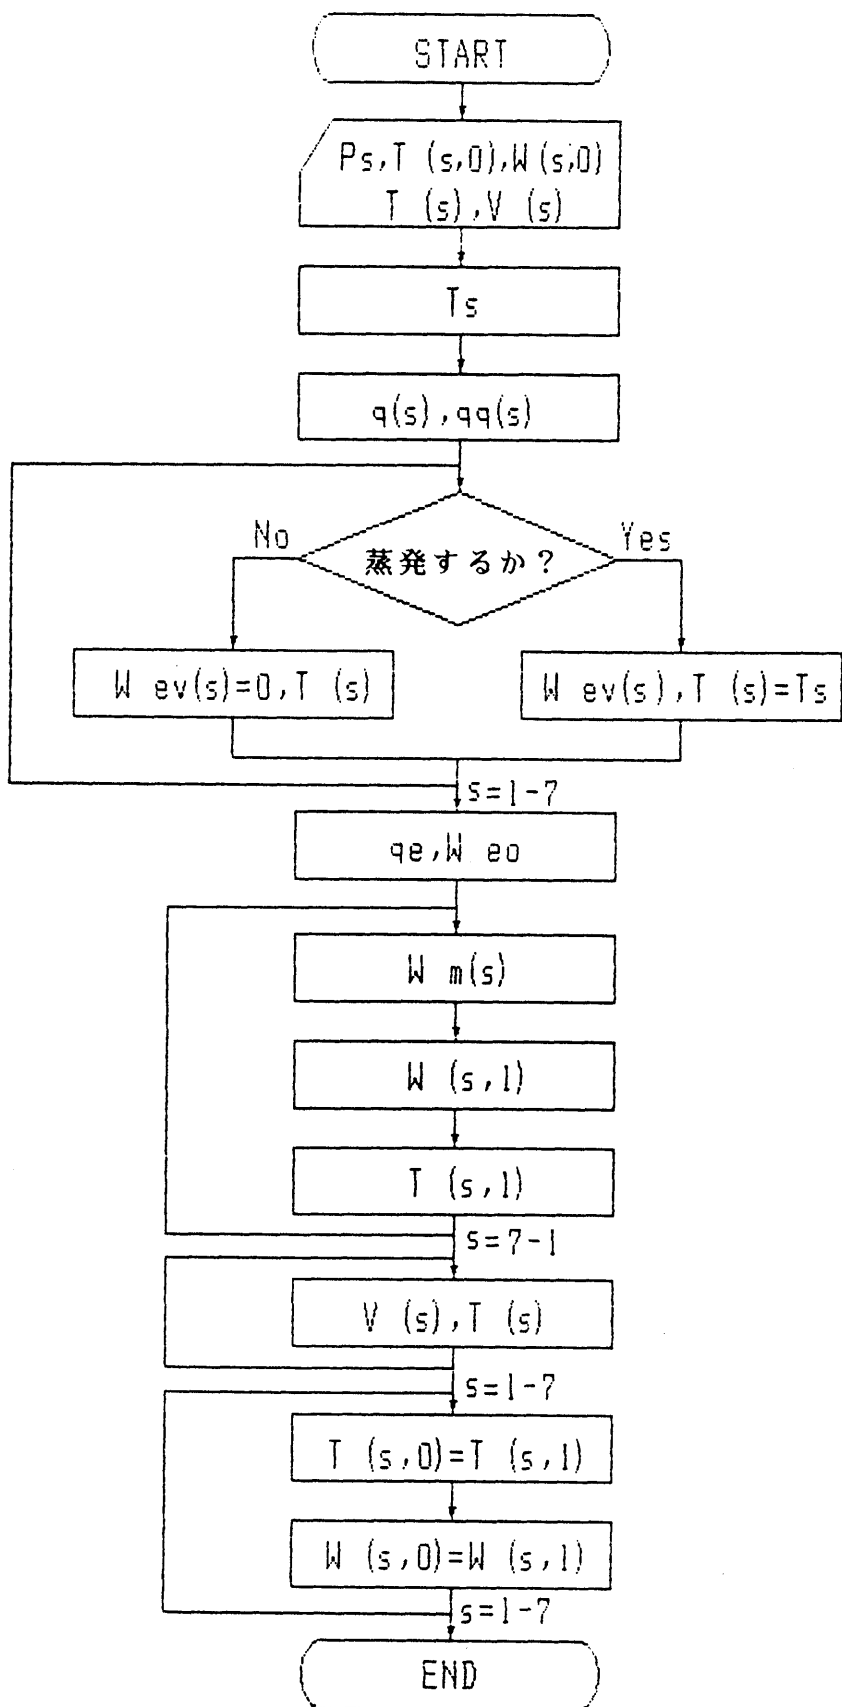 START
Ps,T (s,0),W(s,0)
T (s),V (s)
Ts
q(s),qq(s)
No
Yes
蒸発するか?
W ev(s)=0,T (s)
W ev(s),T (s)=Ts
s=1-7
qe,W eo
W m(s)
W (s,1)
T (s,1)
s=7-1
V (s),T (s)
s=1-7
T (s,0)=T (s,1)
W (s,0)=W (s,1)
s=1-7
END